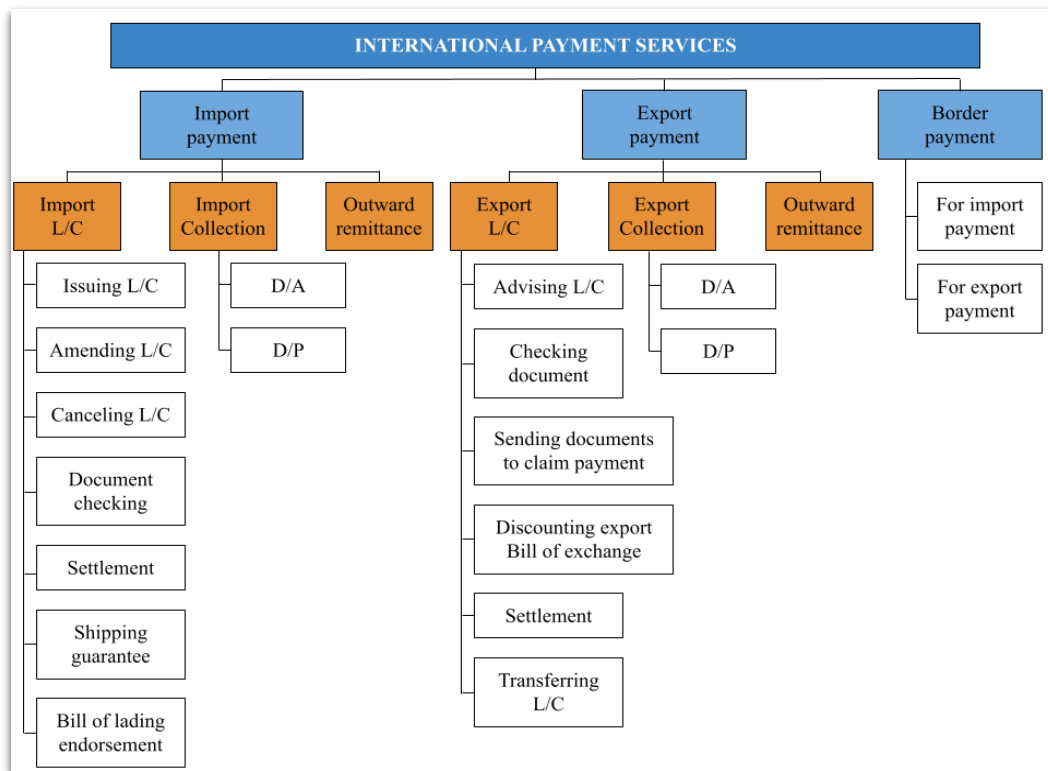 INTERNATIONAL PAYMENT SERVICES
Import
payment
Export
payment
Border
payment
Import
L/C
Import
Collection
Outward
remittance
Export
L/C
Export
Collection
Outward
remittance
For import
payment
For export
payment
Issuing L/C
Amending L/C
Canceling L/C
Document
checking
Settlement
Shipping
guarantee
Bill of lading
endorsement
D/A
D/P
Advising L/C
Checking
document
Sending documents
to claim payment
Discounting export
Bill of exchange
Settlement
Transferring
L/C
D/A
D/P